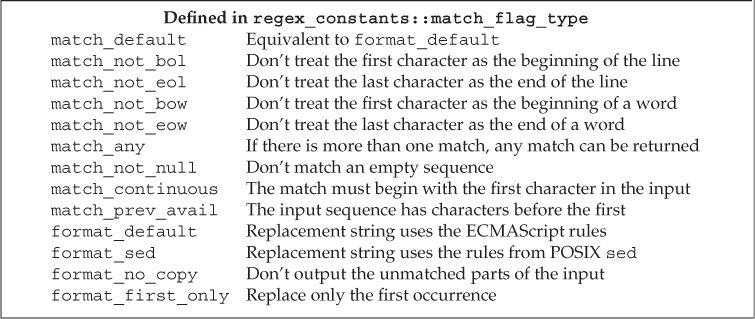 Defined in regex_constants::match_flag_type
match_default Equivalent to format_default
match_not_bol Don’t treat the first character as the beginning of the line
match_not_eol Don’t treat the last character as the end of the line
match_not_bow Don’t treat the first character as the beginning of a word
match_not_eow Don’t treat the last character as the end of a word
match_any If there is more than one match, any match can be returned
match_not_null Don’t match an empty sequence
match_continuous The match must begin with the first character in the input
match_prev_avail The input sequence has characters before the first
format_default Replacement string uses the ECMAScript rules
format_sed Replacement string uses the rules from POSIX sed
format_no_copy Don’t output the unmatched parts of the input
format_first_only Replace only the first occurrence